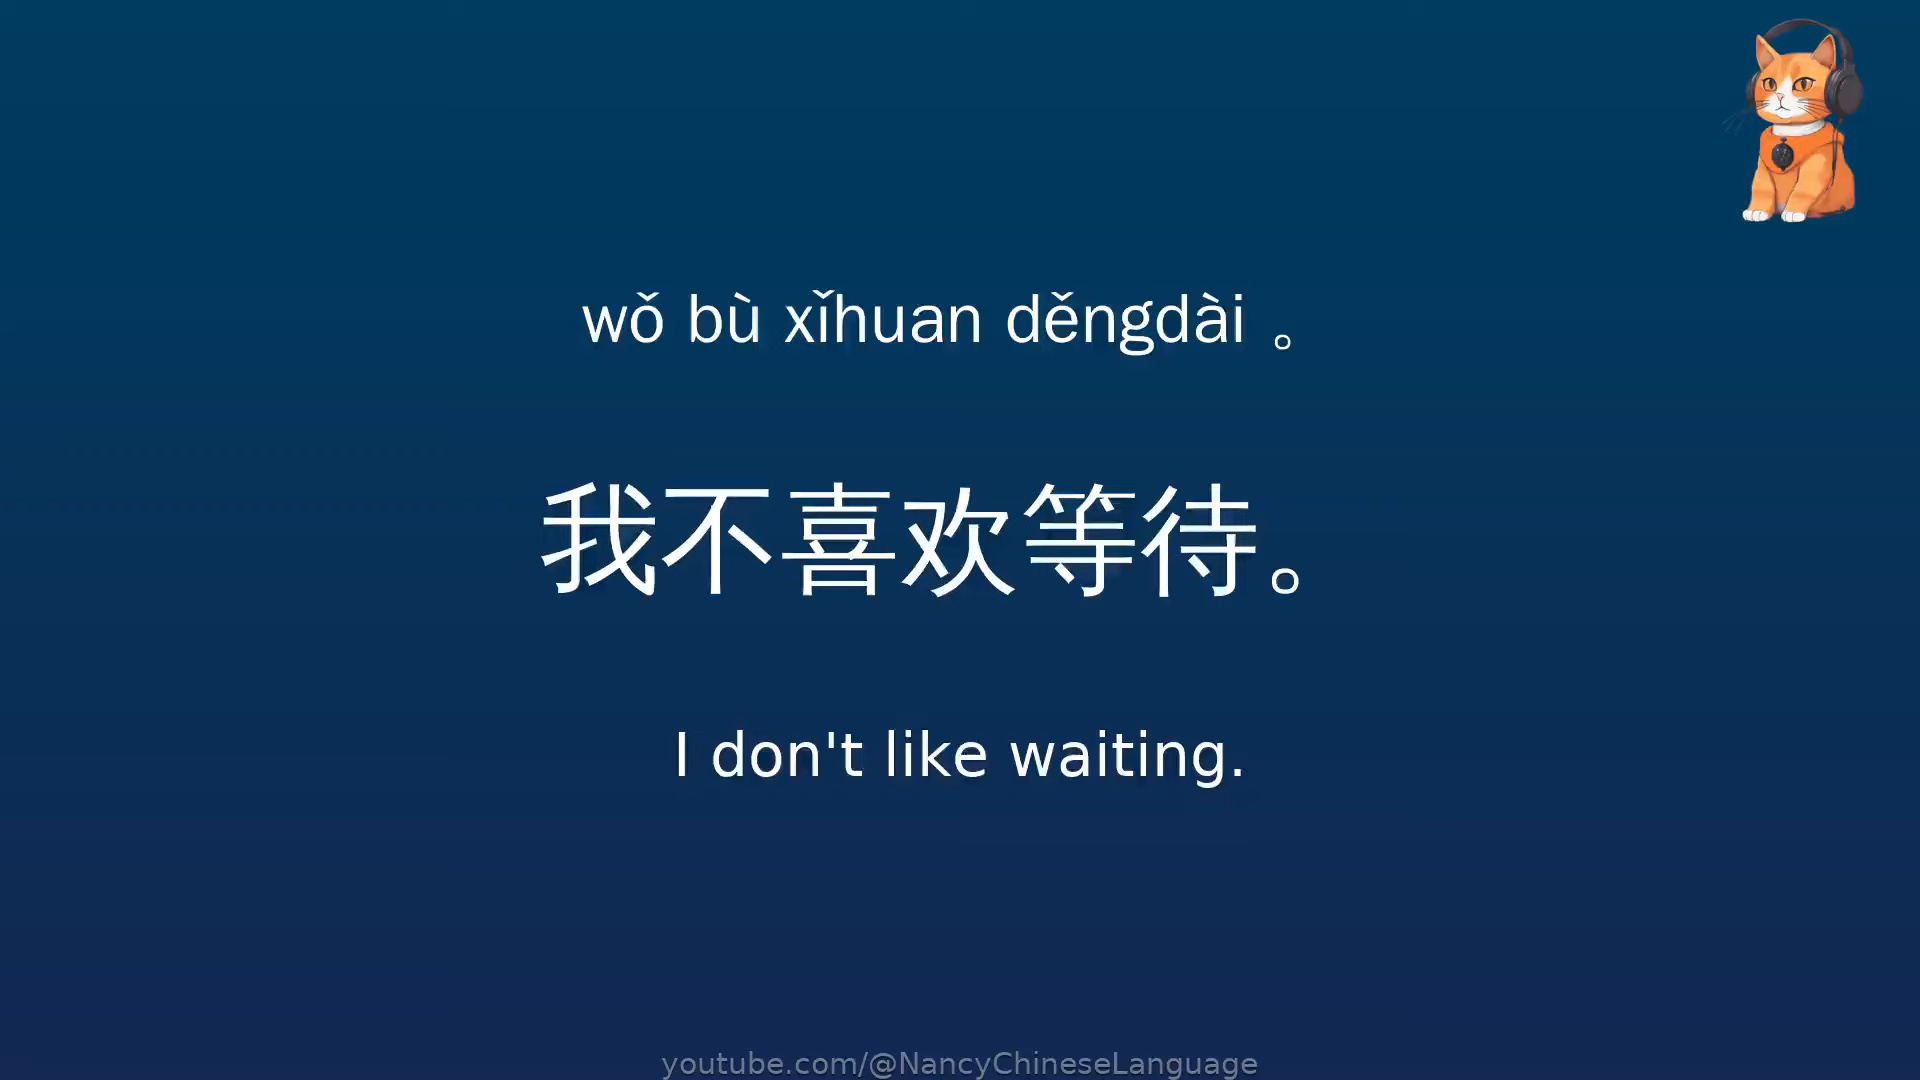 wǒ bù xǐhuan děngdài 。
我不喜欢等待。
I don't like waiting.
youtube.com/@NancyChineseLanguage